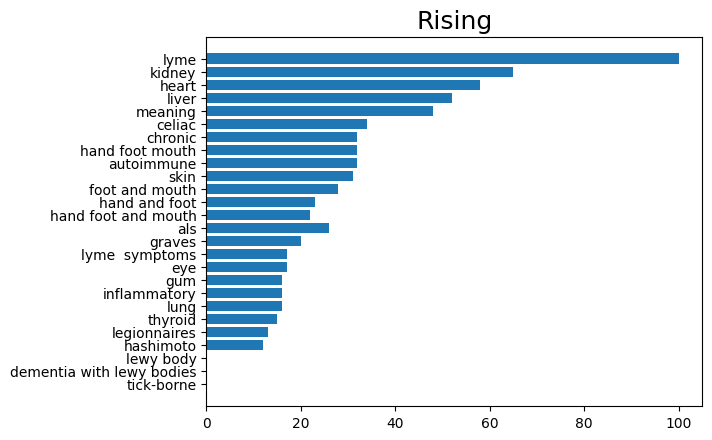 Rising
lyme
kidney
heart
liver
meaning
celiac
chronic
hand foot mouth
autoimmune
skin
foot and mouth
hand and foot
hand foot and mouth
als
graves
lyme  symptoms
eye
gum
inflammatory
lung
thyroid
legionnaires
hashimoto
lewy body
dementia with lewy bodies
tick-borne
0 20 40 60 80 100